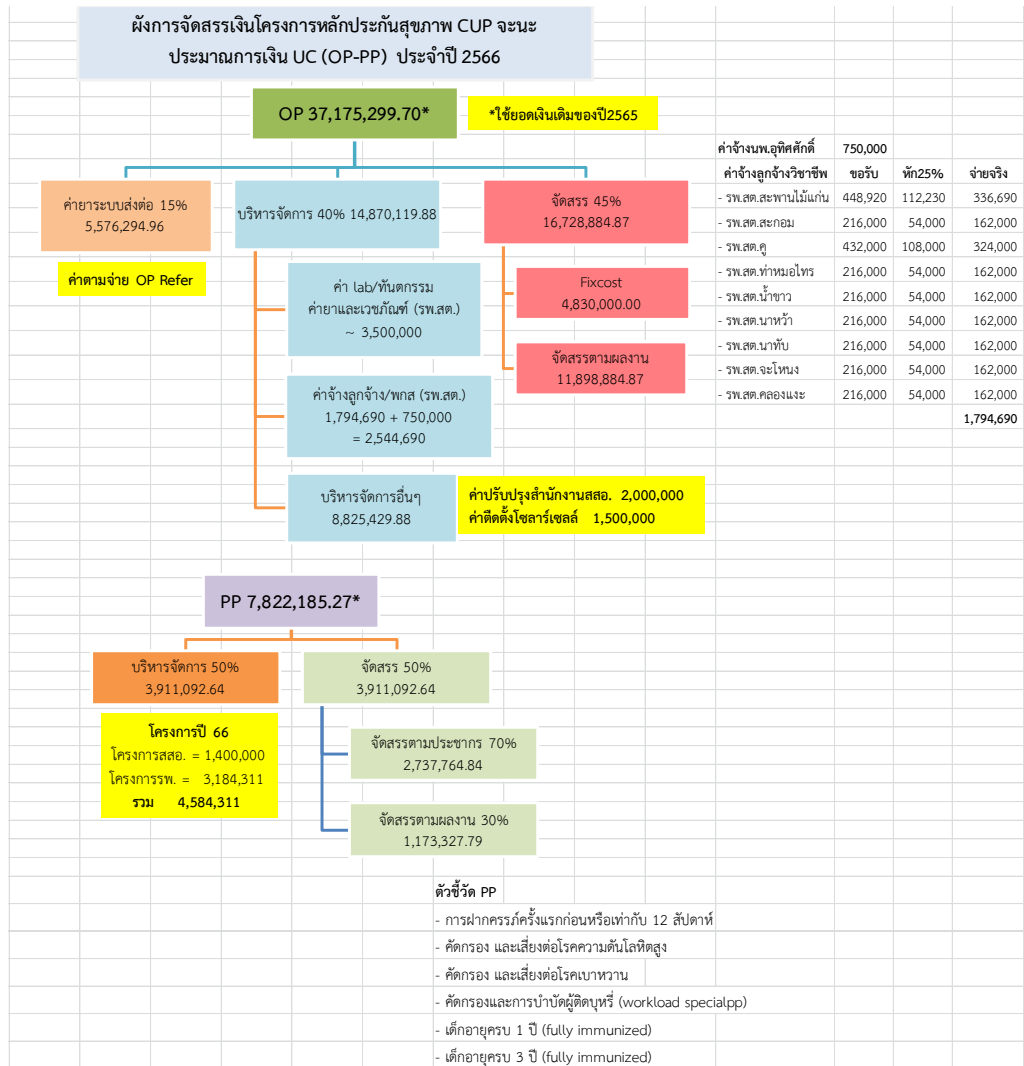 ผังการจัดสรรเงินโครงการหลักประกันสุขภาพ CUP จะนะ
ประมาณการเงิน UC (OP-PP) ประจำปี 2566
OP 37,175,299.70*
*ใช้ยอดเงินเดิมของปี2565
ค่ายาระบบส่งต่อ 15%
5,576,294.96
ค่าตามจ่าย OP Refer
บริหารจัดการ 40% 14,870,119.88
จัดสรร 45%
16,728,884.87
ค่า lab/ทันตกรรม
ค่ายาและเวชภัณฑ์ (รพ.สต.)
~ 3,500,000
Fixcost
4,830,000.00
จัดสรรตามผลงาน
11,898,884.87
ค่าจ้างลูกจ้าง/พกส (รพ.สต.)
1,794,690 + 750,000
= 2,544,690
บริหารจัดการอื่นๆ
8,825,429.88
ค่าปรับปรุงสำนักงานสสอ. 2,000,000
ค่าตืดตั้งโซลาร์เซลล์ 1,500,000
ค่าจ้างนพ.อุทิศศักดิ์ 750,000
ค่าจ้างลูกจ้างวิชาชีพ ขอรับ หัก25% จ่ายจริง
- รพ.สต.สะพานไม้แก่น 448,920 112,230 336,690
- รพ.สต.สะกอม 216,000 54,000 162,000
- รพ.สต.คู 432,000 108,000 324,000
- รพ.สต.ท่าหมอไทร 216,000 54,000 162,000
- รพ.สต.น้ำขาว 216,000 54,000 162,000
- รพ.สต.นาหว้า 216,000 54,000 162,000
- รพ.สต.นาทับ 216,000 54,000 162,000
- รพ.สต.จะโหนง 216,000 54,000 162,000
- รพ.สต.คลองแงะ 216,000 54,000 162,000
1,794,690
PP 7,822,185.27*
บริหารจัดการ 50%
3,911,092.64
จัดสรร 50%
3,911,092.64
โครงการปี 66
โครงการสสอ. = 1,400,000
โครงการรพ. = 3,184,311
รวม 4,584,311
จัดสรรตามประชากร 70%
2,737,764.84
จัดสรรตามผลงาน 30%
1,173,327.79
ตัวชี้วัด PP
- การฝากครรภ์ครั้งแรกก่อนหรือเท่ากับ 12 สัปดาห์
- คัดกรอง และเสี่ยงต่อโรคความดันโลหิตสูง
- คัดกรอง และเสี่ยงต่อโรคเบาหวาน
- คัดกรองและการบำบัดผู้ติดบุหรี่ (workload specialpp)
- เด็กอายุครบ 1 ปี (fully immunized)
- เด็กอายุครบ 3 ปี (fully immunized)